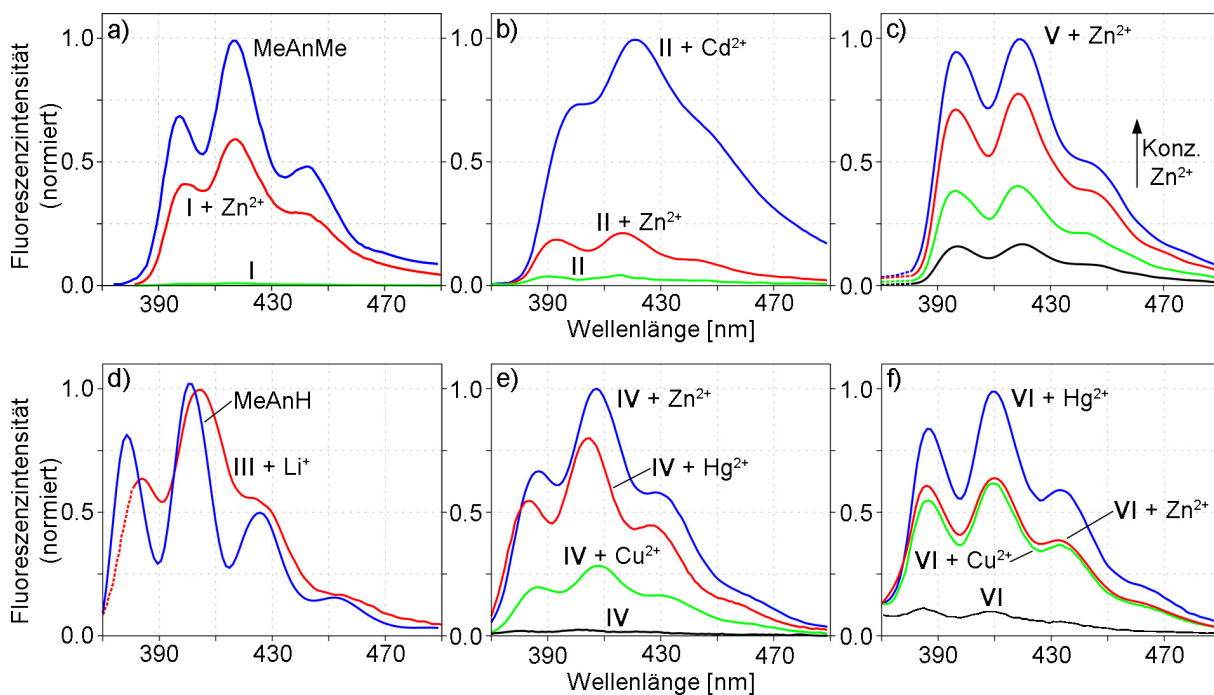 a)
MeAnMe
I + Zn²⁺
I
1.0
0.5
0.0
390
430
470
Fluoreszenzintensität
(normiert)
b)
II + Cd²⁺
II + Zn²⁺
II
1.0
0.5
0.0
390
430
470
Wellenlänge [nm]
c)
V + Zn²⁺
Konz.
Zn²⁺
1.0
0.5
0.0
390
430
470
d)
MeAnH
III + Li⁺
1.0
0.5
0.0
390
430
470
Fluoreszenzintensität
(normiert)
e)
IV + Zn²⁺
IV + Hg²⁺
IV + Cu²⁺
IV
1.0
0.5
0.0
390
430
470
Wellenlänge [nm]
f)
VI + Hg²⁺
VI + Zn²⁺
VI + Cu²⁺
VI
1.0
0.5
0.0
390
430
470